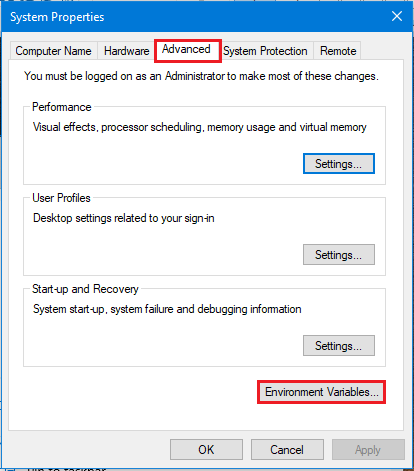 System Properties
Computer Name Hardware Advanced System Protection Remote
You must be logged on as an Administrator to make most of these changes.
Performance
Visual effects, processor scheduling, memory usage and virtual memory
Settings...
User Profiles
Desktop settings related to your sign-in
Settings...
Start-up and Recovery
System start-up, system failure and debugging information
Settings...
Environment Variables...
OK Cancel Apply